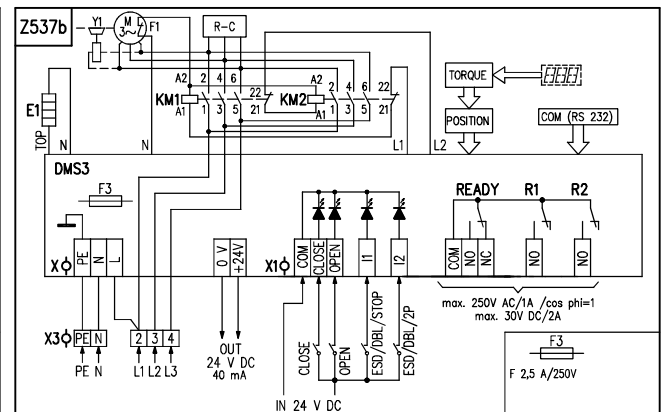 Z537b
Y1
M
3~
F1
R-C
A2 2 4 6
KM1
22
21
A1 1 3 5
A2 2 4 6 22
KM2
A1 1 3 5 21
E1
TOP
N
N
L1
L2
TORQUE
POSITION
COM (RS 232)
DMS3
F3
READY
R1
R2
X
PE
N
L
0 V
+24V
X1
COM
CLOSE
OPEN
I1
I2
COM
NO
NC
NO
NO
max. 250V AC/1A /cos phi=1
max. 30V DC/2A
X3
PE N
2 3 4
PE N
L1 L2 L3
OUT
24 V DC
40 mA
CLOSE
OPEN
ESD/DBL/STOP
ESD/DBL/2P
IN 24 V DC
F3
F 2,5 A/250V